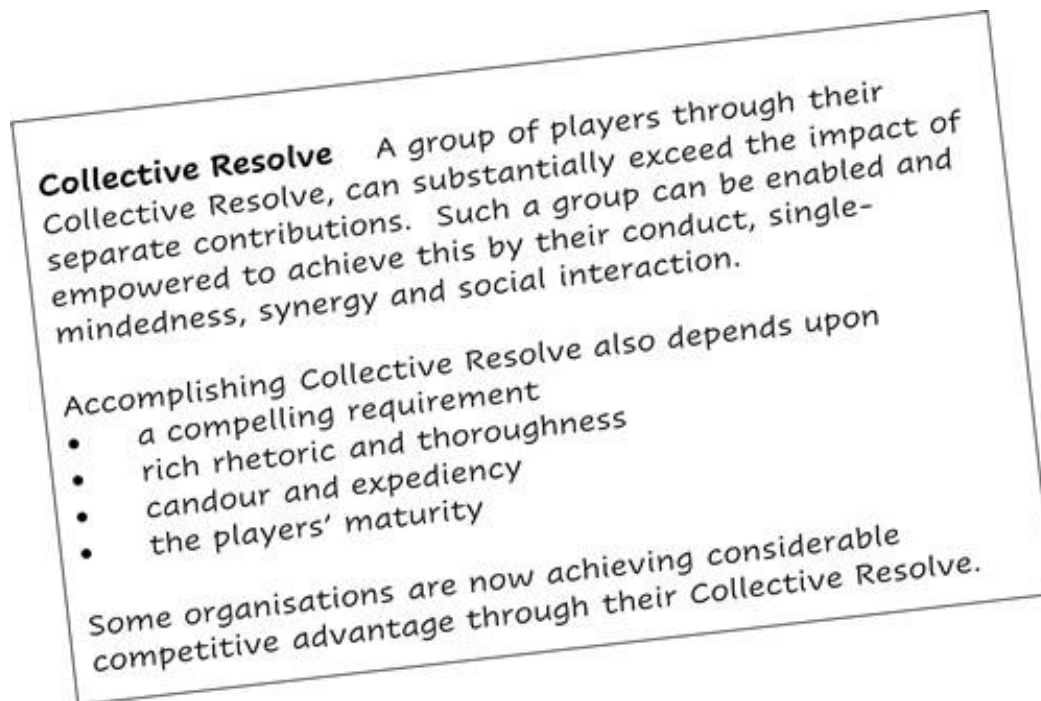 Collective Resolve   A group of players through their
Collective Resolve, can substantially exceed the impact of
separate contributions.  Such a group can be enabled and
empowered to achieve this by their conduct, single-
mindedness, synergy and social interaction.

Accomplishing Collective Resolve also depends upon
•	a compelling requirement
•	rich rhetoric and thoroughness
•	candour and expediency
•	the players’ maturity

Some organisations are now achieving considerable
competitive advantage through their Collective Resolve.